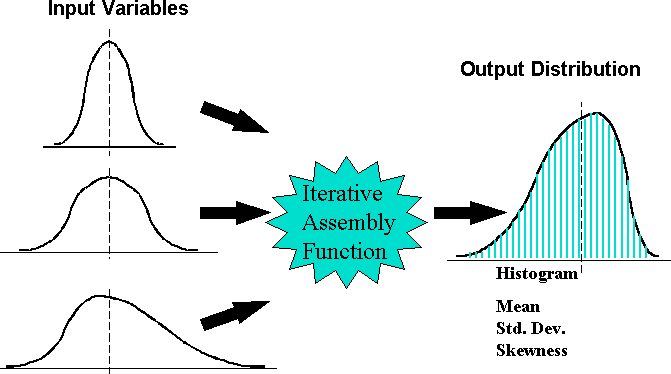 Input Variables
Output Distribution
Iterative
Assembly
Function
Histogram
Mean
Std. Dev.
Skewness